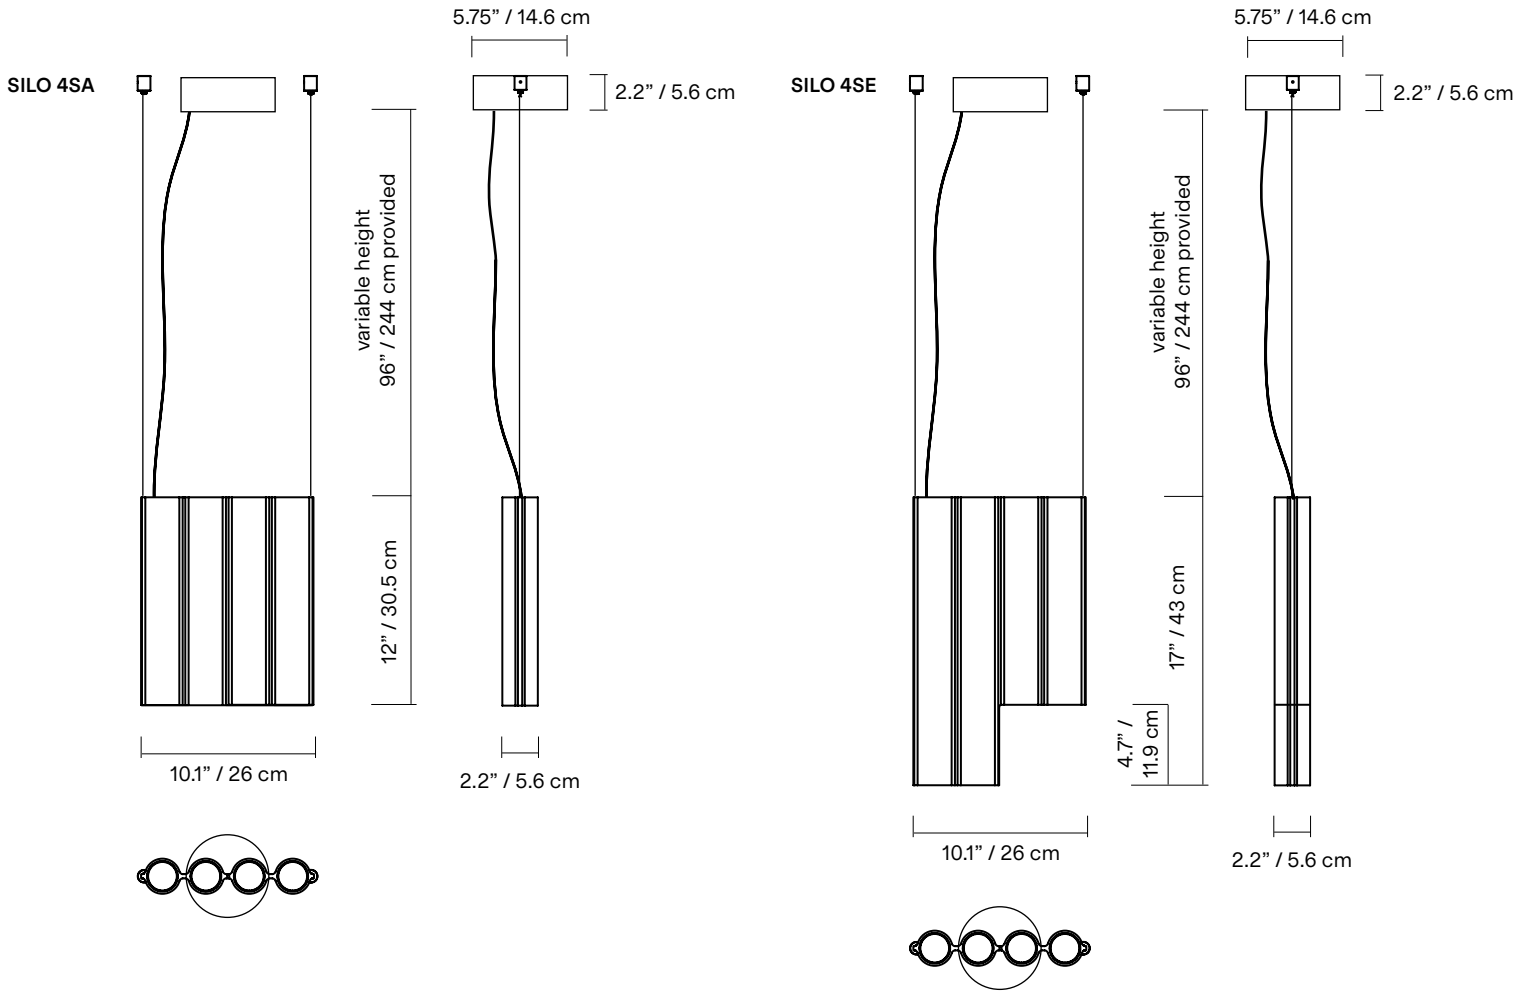 SILO 4SA
5.75” / 14.6 cm
2.2” / 5.6 cm
variable height
96” / 244 cm provided
12” / 30.5 cm
10.1” / 26 cm
2.2” / 5.6 cm
SILO 4SE
5.75” / 14.6 cm
2.2” / 5.6 cm
variable height
96” / 244 cm provided
17” / 43 cm
4.7” /
11.9 cm
10.1” / 26 cm
2.2” / 5.6 cm